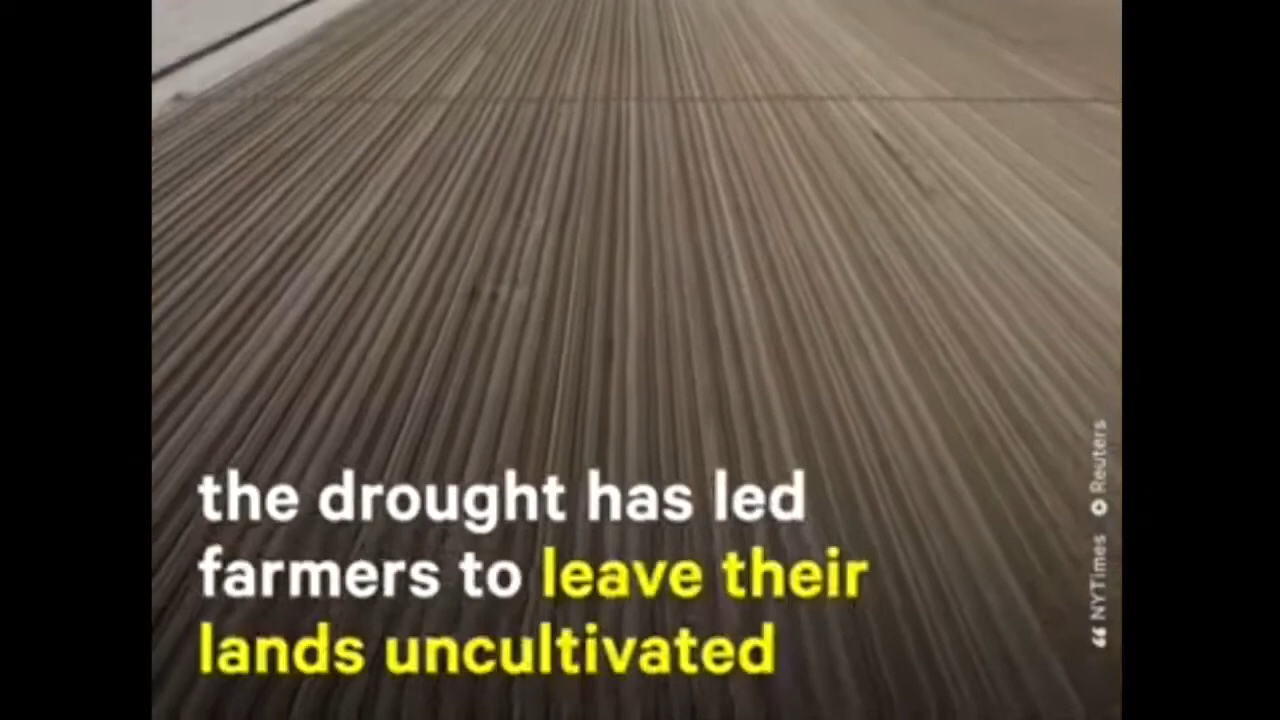 the drought has led
farmers to leave their
lands uncultivated
❝ NYTimes Reuters